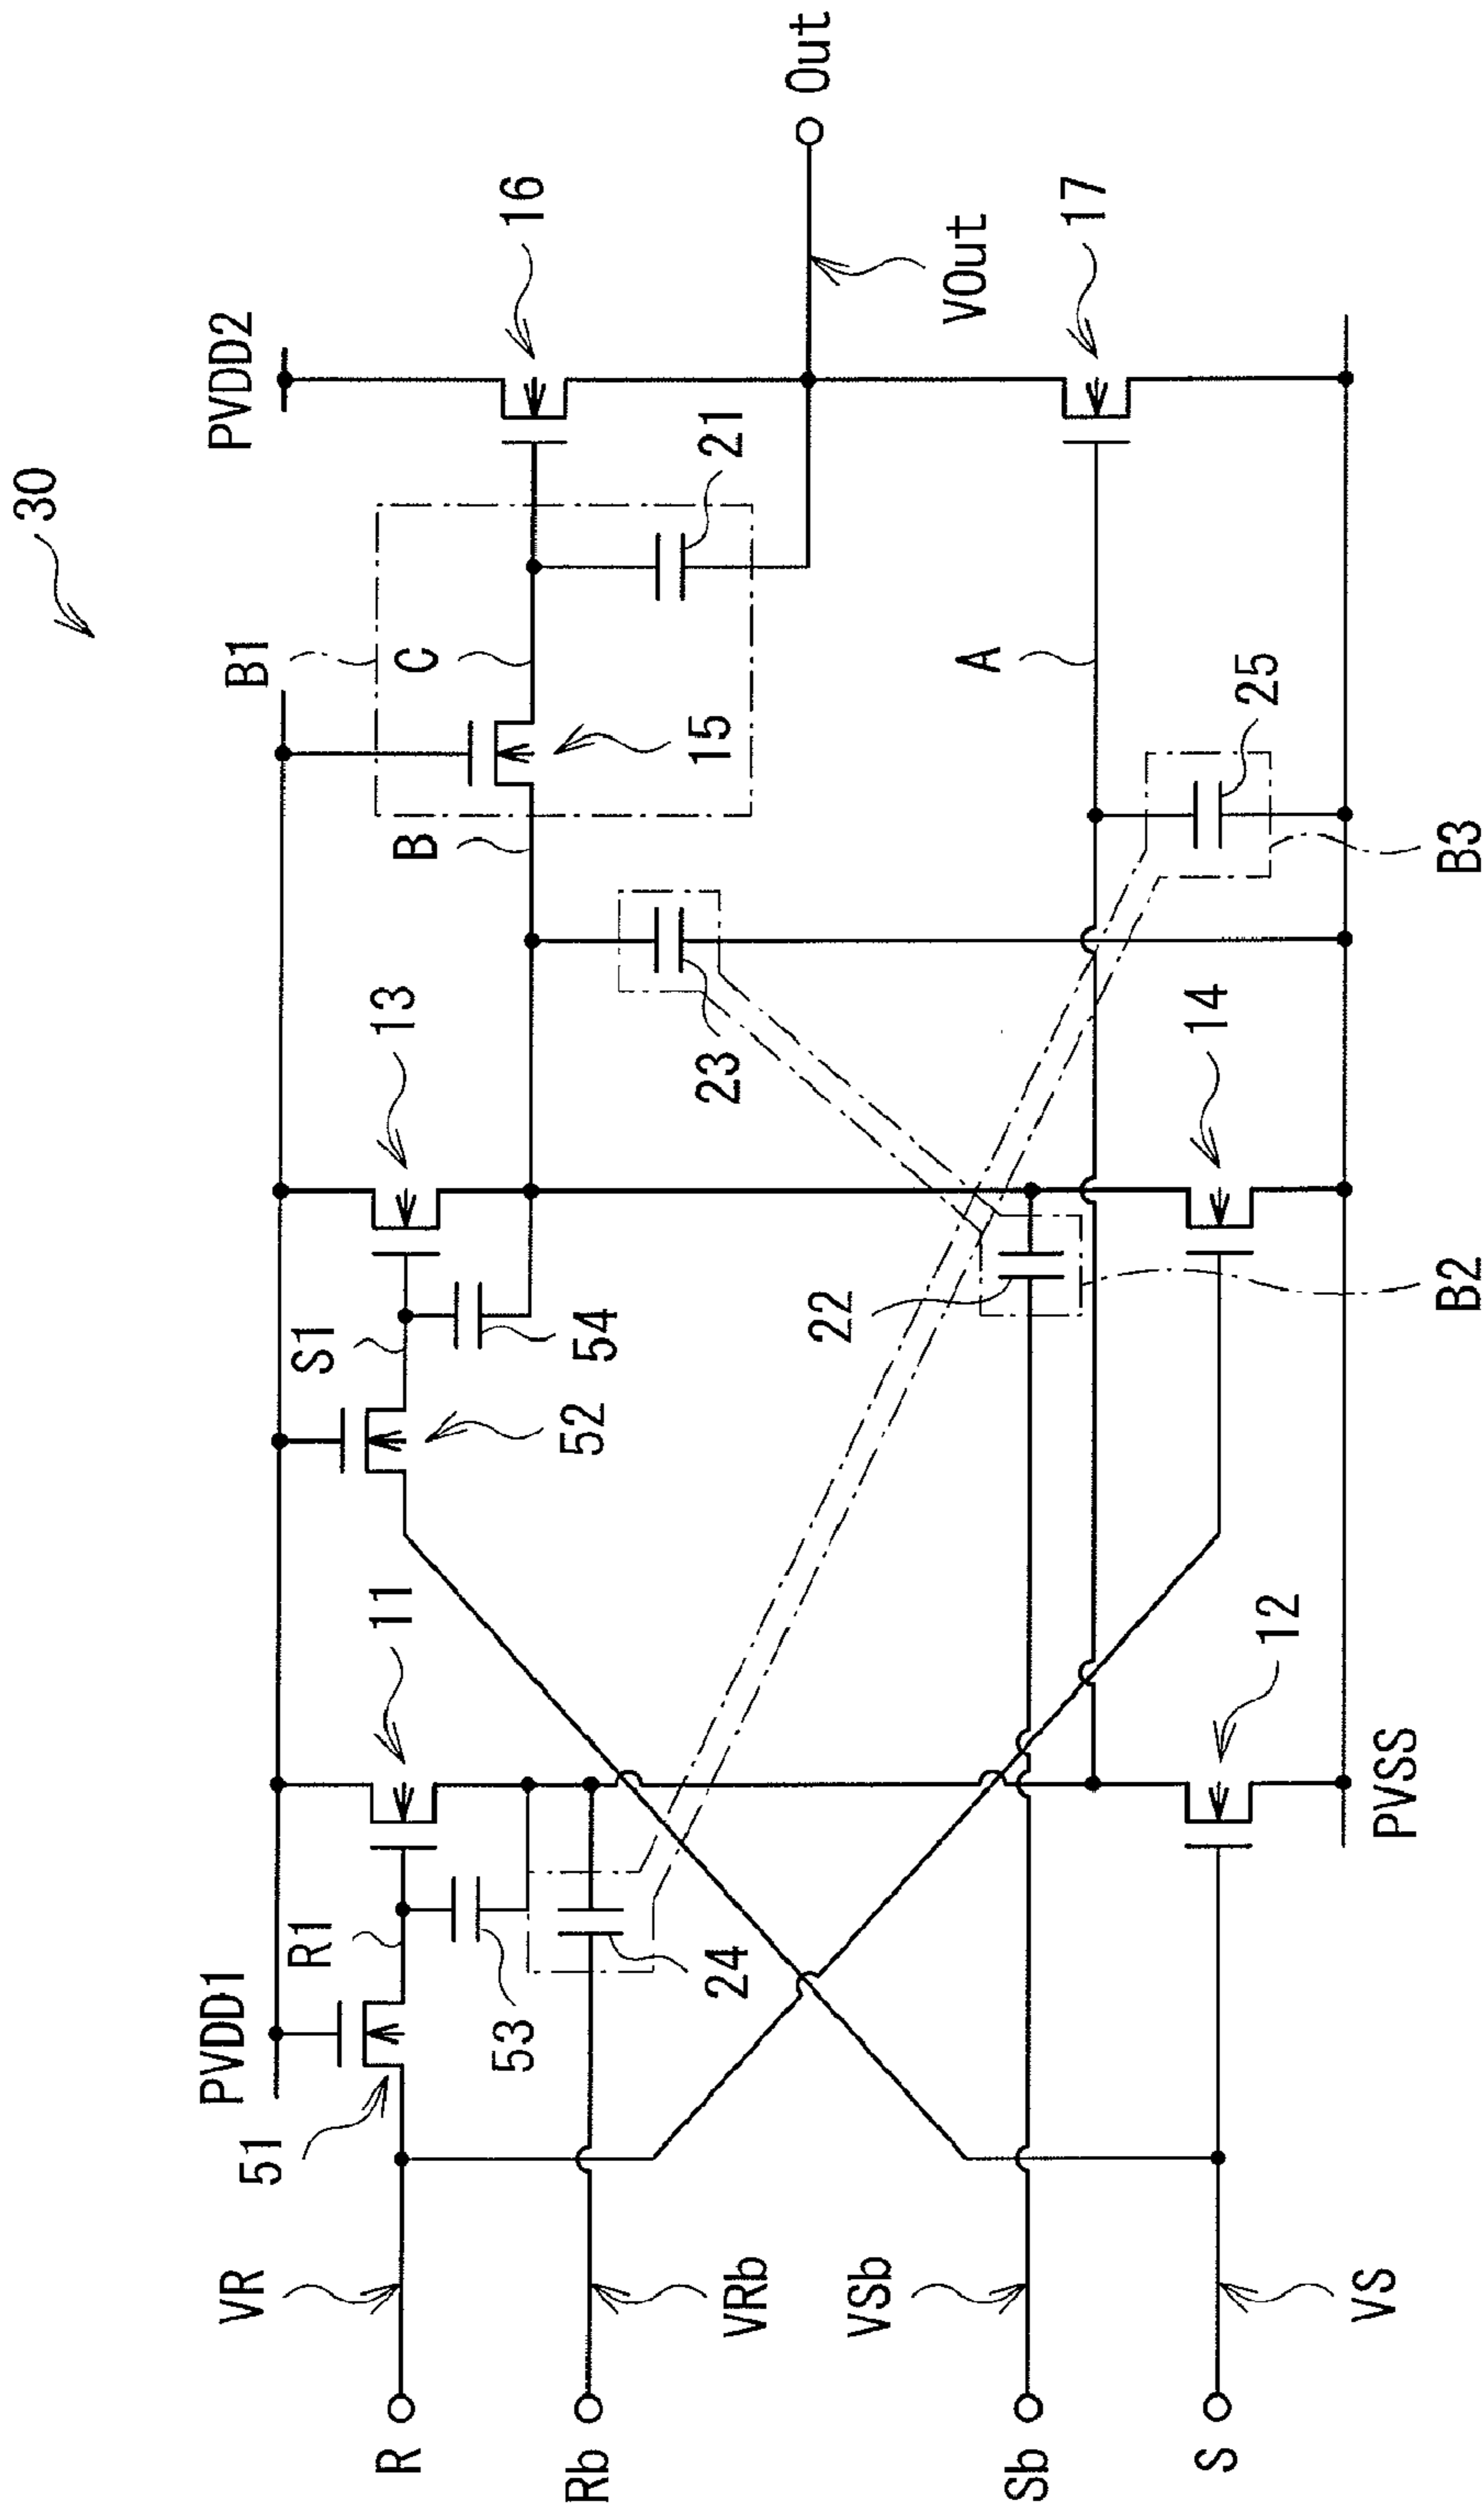 30
PVDD2
16
Out
B1
C
21
VOut
17
15
B
A
25
B3
13
23
14
S1
54
52
22
B2
11
12
PVDD1
R1
53
24
PVSS
51
VR
VRb
VSb
VS
R
Rb
Sb
S